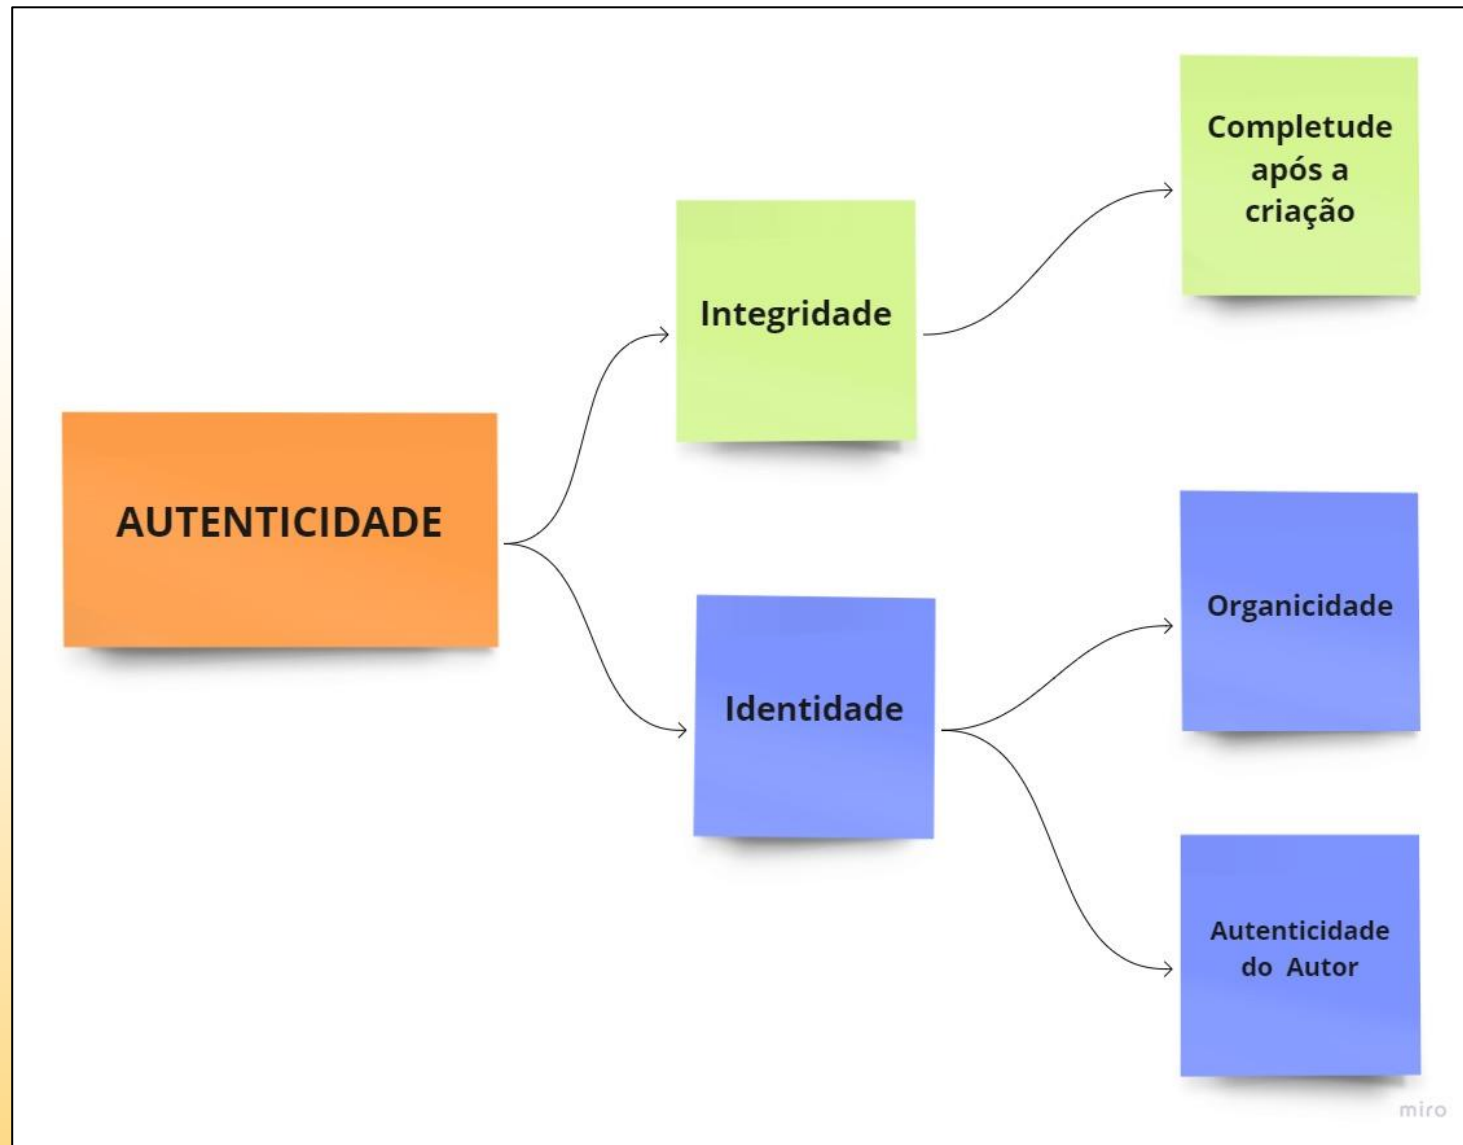 AUTENTICIDADE
Integridade
Completude
após a
criação
Identidade
Organicidade
Autenticidade
do Autor
miro